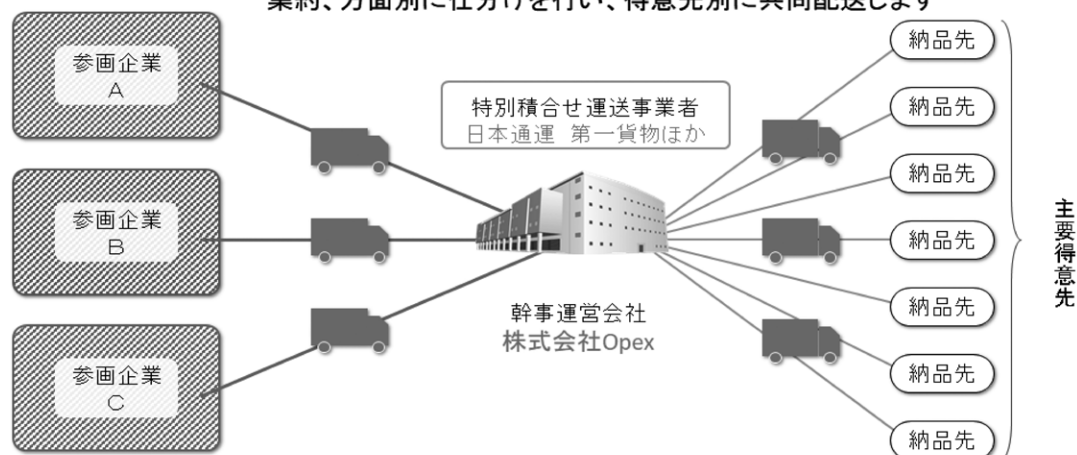 集約、方面別に仕分けを行い、得意先別に共同配送します
参画企業
A
参画企業
B
参画企業
C
特別積合せ運送事業者
日本通運 第一貨物ほか
幹事運営会社
株式会社Opex
納品先
納品先
納品先
納品先
納品先
納品先
納品先
主要得意先